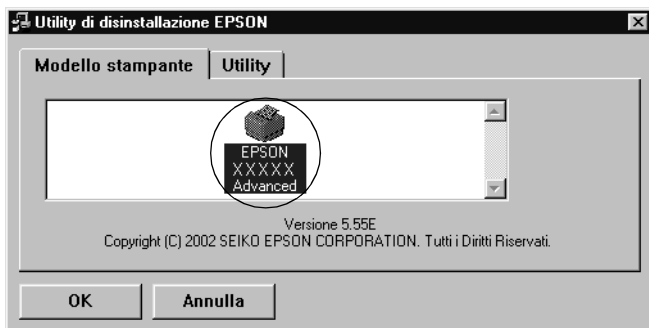 Utility di disinstallazione EPSON
Modello stampante
Utility
EPSON
XXXXX
Advanced
Versione 5.55E
Copyright (C) 2002 SEIKO EPSON CORPORATION. Tutti i Diritti Riservati.
OK
Annulla